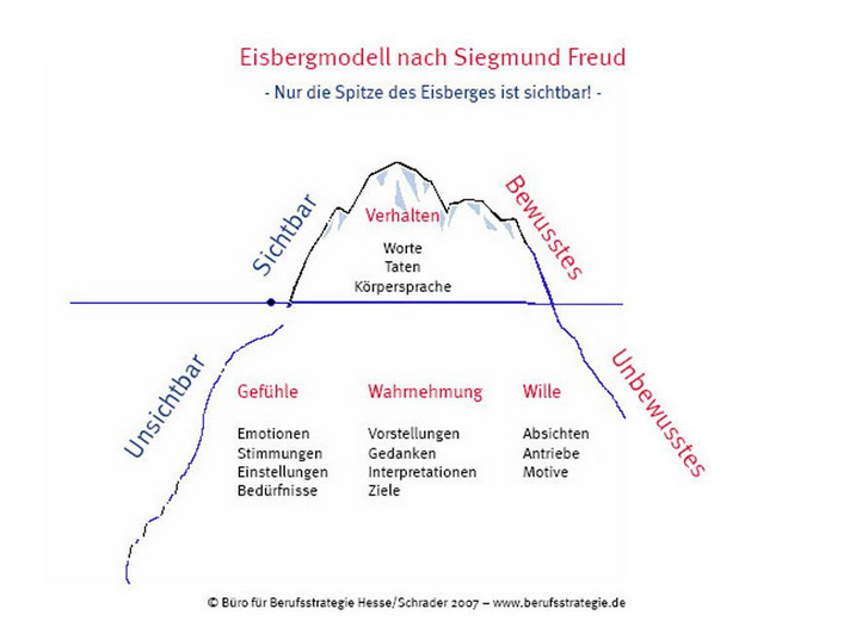 Eisbergmodell nach Siegmund Freud
- Nur die Spitze des Eisberges ist sichtbar! -
Sichtbar
Bewusstes
Verhalten
Worte
Taten
Körpersprache
Unsichtbar
Unbewusstes
Gefühle
Emotionen
Stimmungen
Einstellungen
Bedürfnisse
Wahrnehmung
Vorstellungen
Gedanken
Interpretationen
Ziele
Wille
Absichten
Antriebe
Motive
© Büro für Berufsstrategie Hesse/Schrader 2007 – www.berufsstrategie.de